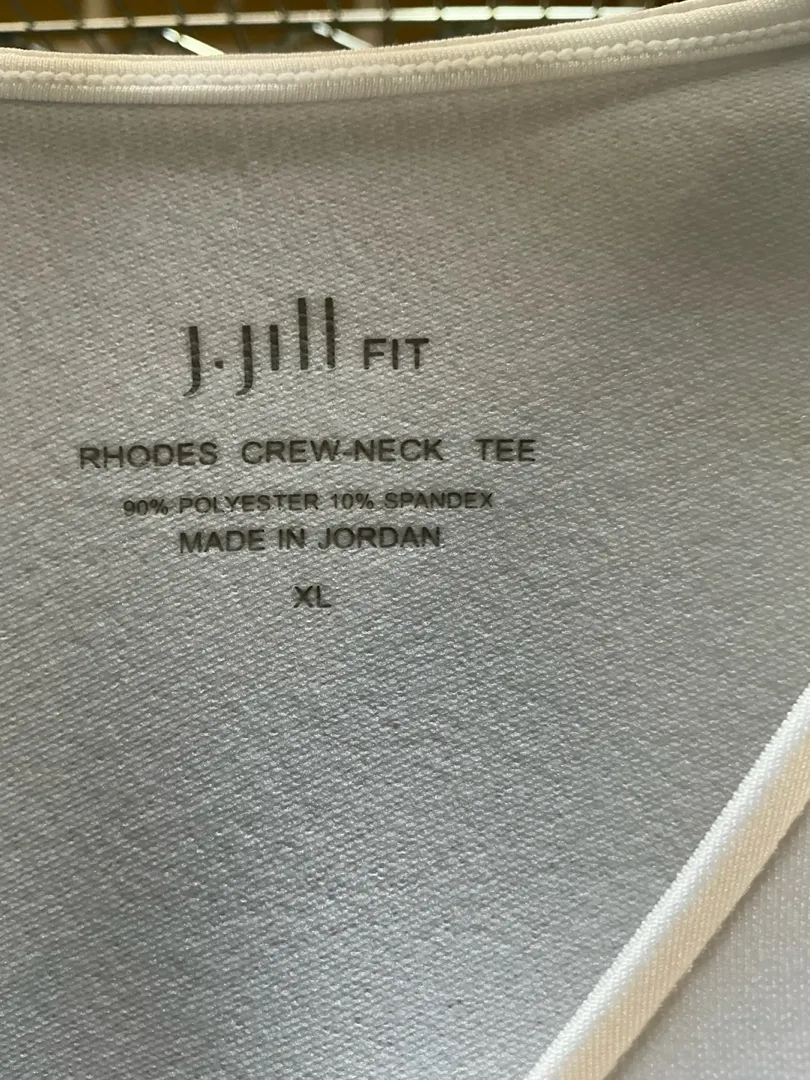 J.Jill FIT
RHODES CREW-NECK TEE
90% POLYESTER 10% SPANDEX
MADE IN JORDAN
XL